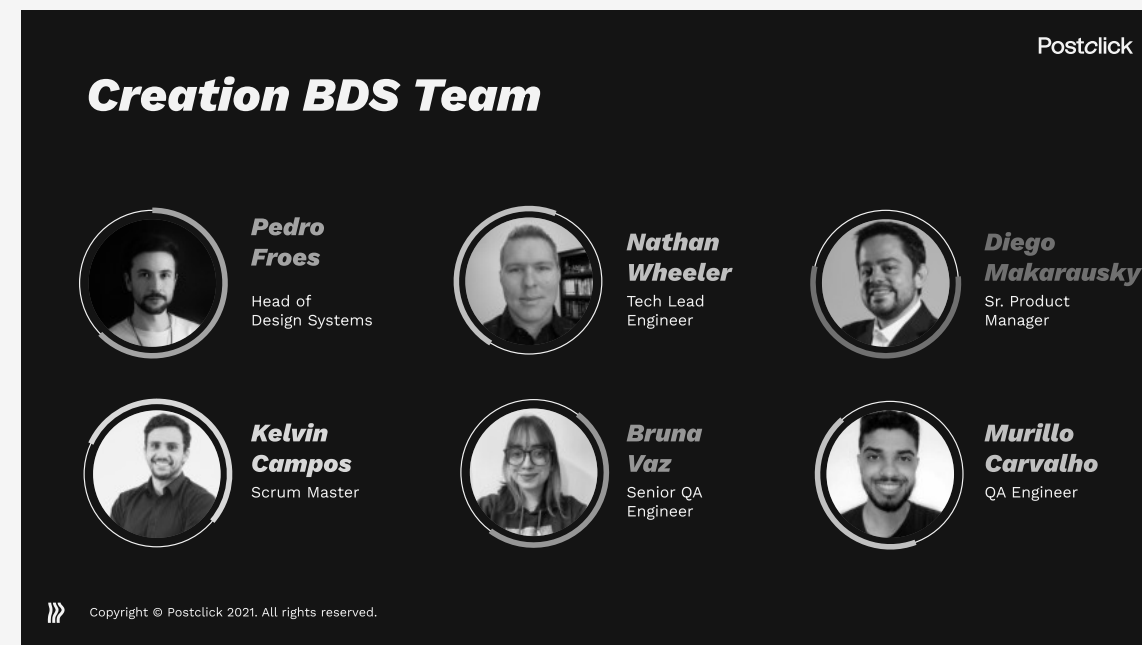 Postclick
Creation BDS Team
Pedro
Froes
Head of
Design Systems
Nathan
Wheeler
Tech Lead
Engineer
Diego
Makarausky
Sr. Product
Manager
Kelvin
Campos
Scrum Master
Bruna
Vaz
Senior QA
Engineer
Murillo
Carvalho
QA Engineer
Copyright © Postclick 2021. All rights reserved.